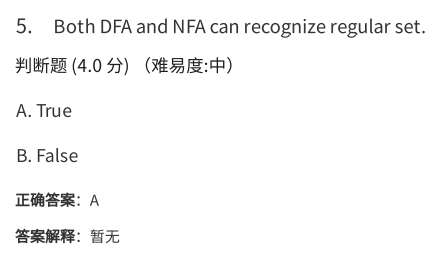 5. Both DFA and NFA can recognize regular set.
判断题 (4.0 分) （难易度:中）
A. True
B. False
正确答案：A
答案解释：暂无